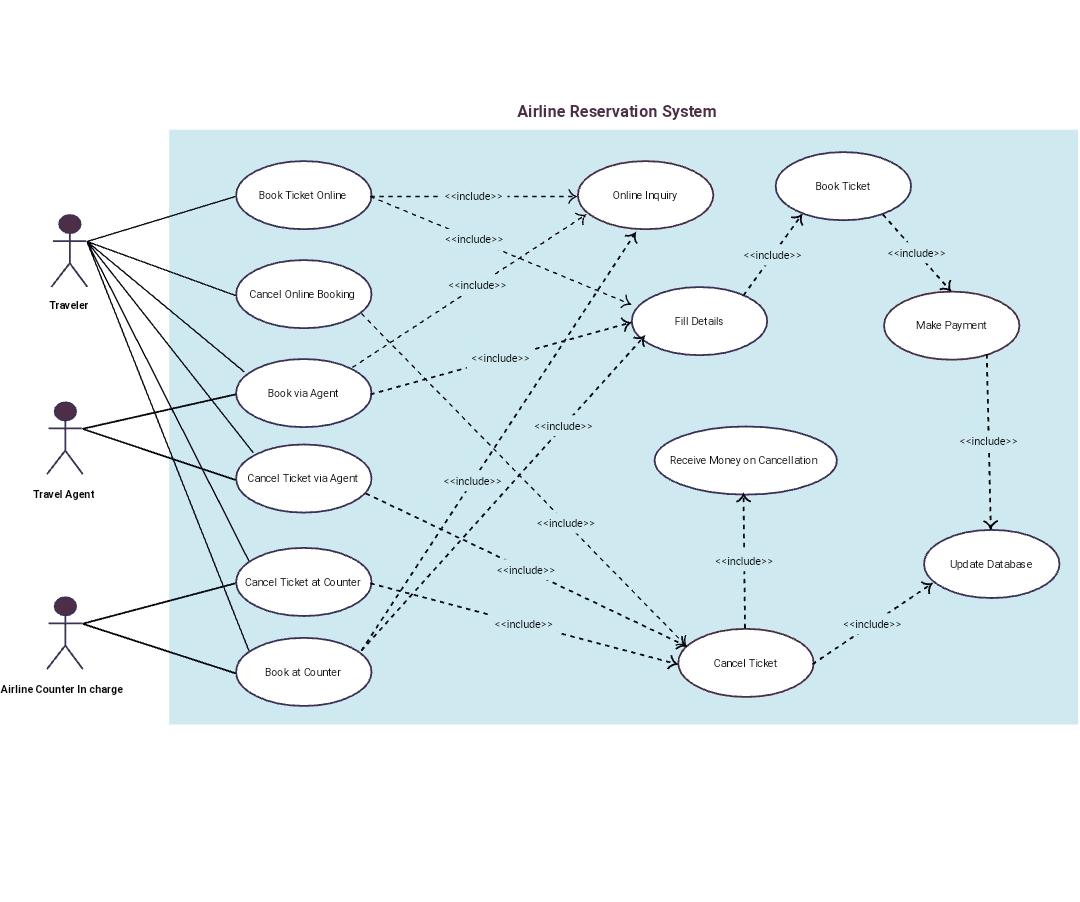 Airline Reservation System
Book Ticket Online
<<include>>
Online Inquiry
Book Ticket
<<include>>
<<include>>
<<include>>
Traveler
Cancel Online Booking
<<include>>
Fill Details
Make Payment
<<include>>
Book via Agent
<<include>>
<<include>>
Travel Agent
Cancel Ticket via Agent
<<include>>
Receive Money on Cancellation
<<include>>
<<include>>
<<include>>
<<include>>
Update Database
Cancel Ticket at Counter
<<include>>
<<include>>
Airline Counter In charge
Book at Counter
Cancel Ticket